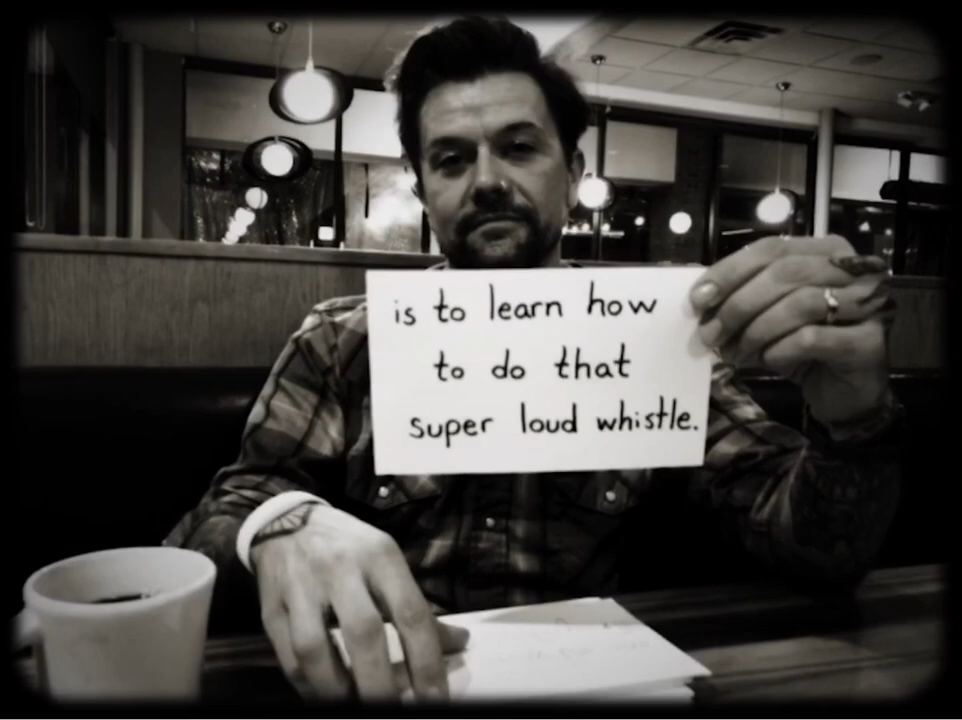 is to learn how
to do that
super loud whistle.